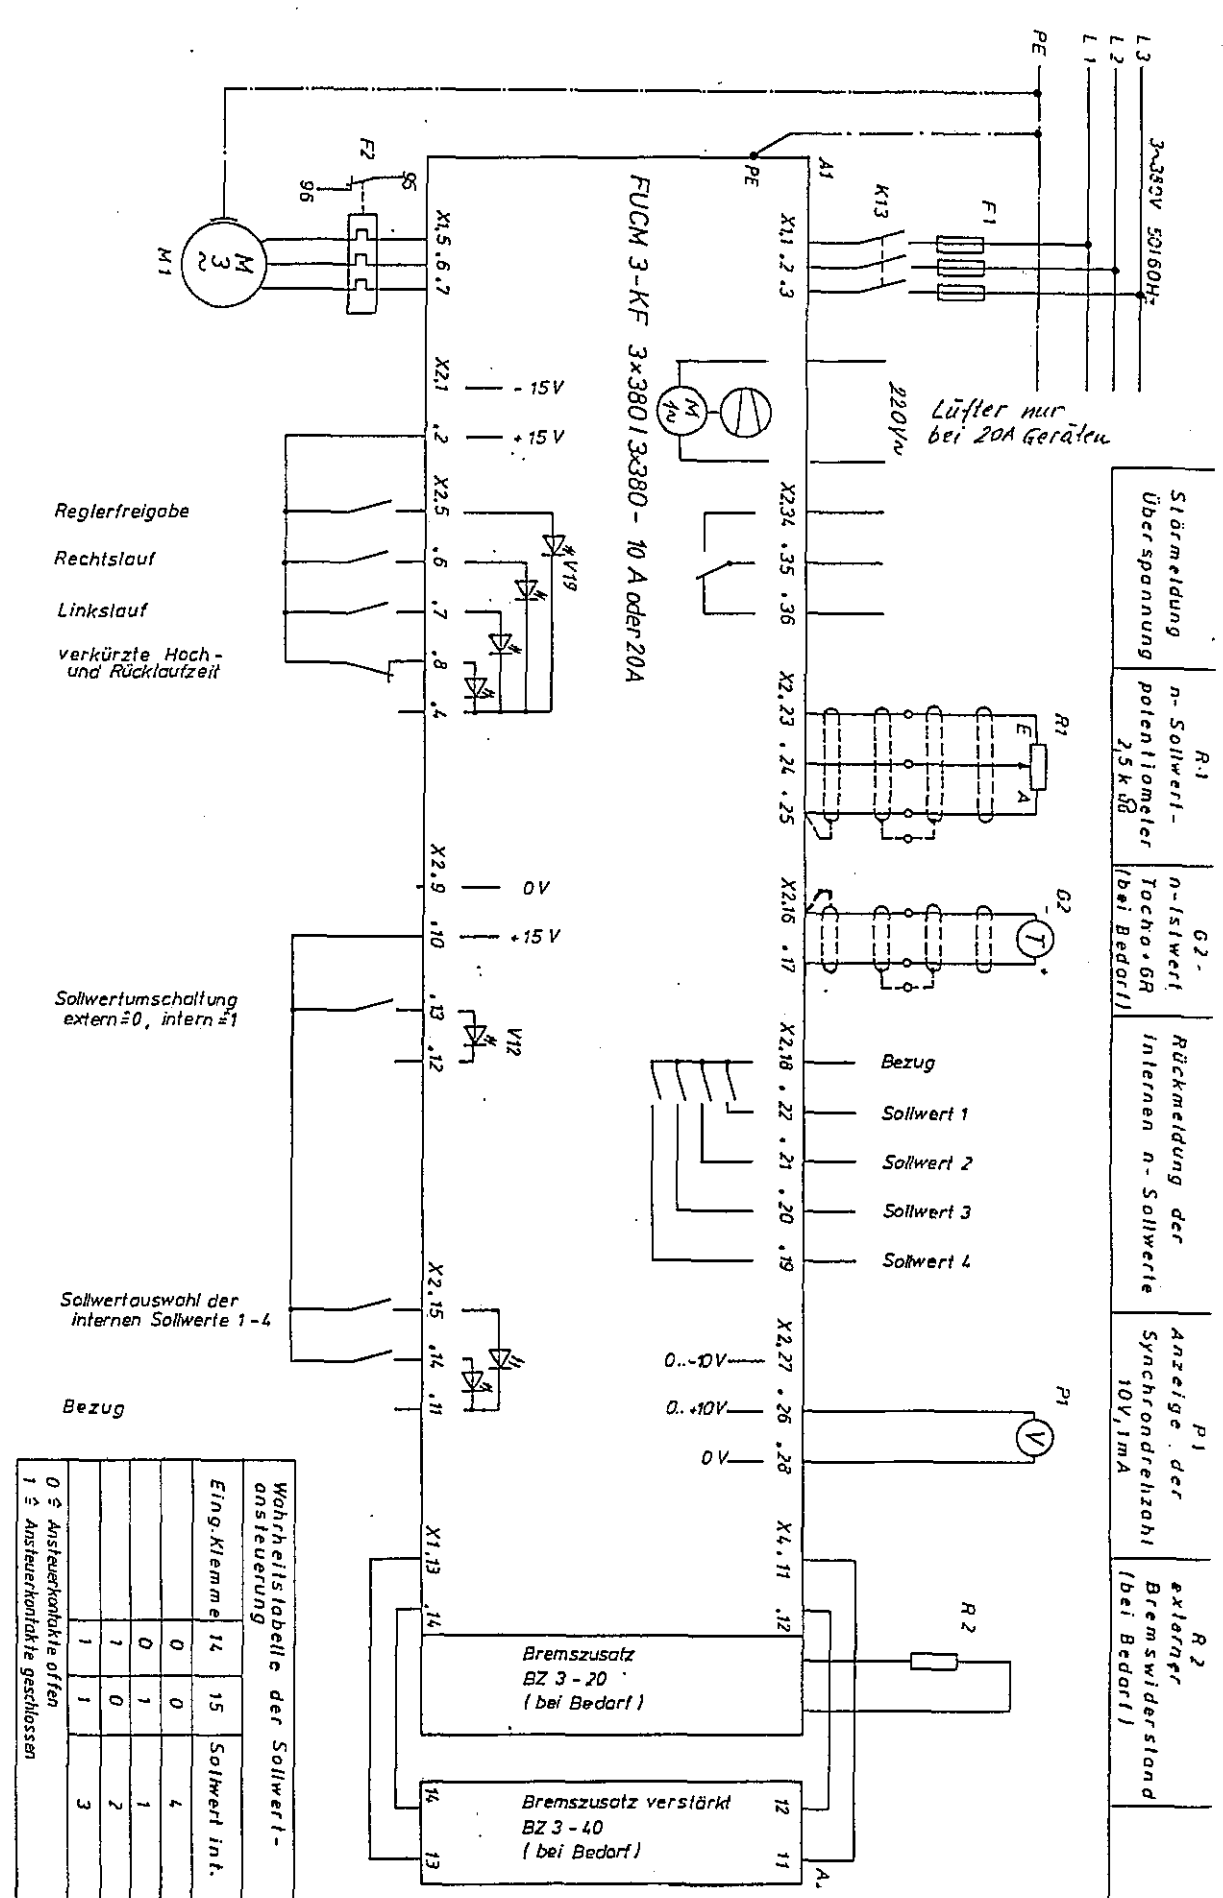 L3
L2
L1
PE
3~380V 50/60Hz
F1
K13
A1
PE
X1,1 .2 .3
F2
95
96
X1,5 .6 .7
M
3~
M1
FUCM 3-KF 3x380/3x380- 10 A oder 20A
220V~
Lüfter nur
bei 20A Geräten
M
1~
X2,1
- 15V
.2
+ 15 V
X2,5
.6
.7
.8
.4
V19
Reglerfreigabe
Rechtslauf
Linkslauf
verkürzte Hoch-
und Rücklaufzeit
X2,34 .35 .36
Störmeldung
Überspannung
X2,23 .24 .25
R1
E
A
R1
n- Sollwert-
potentiometer
2,5 kΩ
X2,16 .17
G2
T
-
+
G2-
n-Istwert
Tacho+GR
(bei Bedarf)
X2.9
0V
.10
+15 V
.13
.12
V12
Sollwertumschaltung
extern≙0, intern≙1
X2,18 .22 .21 .20 .19
Bezug
Sollwert 1
Sollwert 2
Sollwert 3
Sollwert 4
Rückmeldung der
internen n- Sollwerte
X2.15
.14
.11
Sollwertauswahl der
internen Sollwerte 1-4
Bezug
X2,27 .26 .28
0..-10V
0..+10V
0V
P1
V
P1
Anzeige der
Synchrondrehzahl
10V, 1mA
X1,13 .14
X4,11 .12
R2
R2
externer
Bremswiderstand
(bei Bedarf)
Bremszusatz
BZ 3-20
(bei Bedarf)
Bremszusatz verstärkt
BZ 3-40
(bei Bedarf)
14
13
12
11
Wahrheitstabelle der Sollwert-
ansteuerung
Eing.Klemme 14 15 Sollwert int.
0 0 4
0 1 1
1 0 2
1 1 3
0 ≙ Ansteuerkontakte offen
1 ≙ Ansteuerkontakte geschlossen